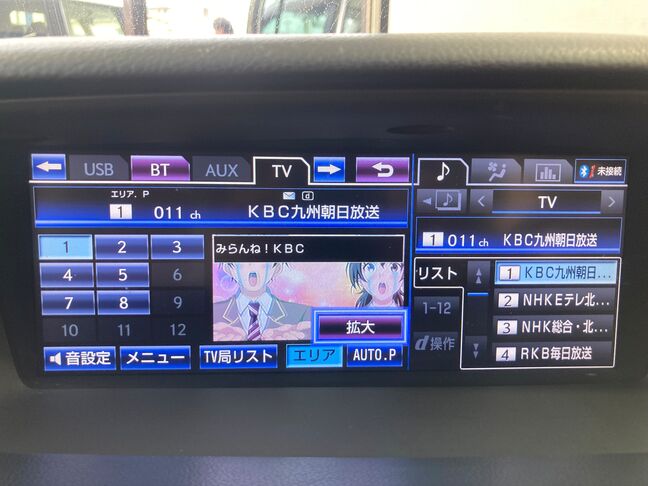 USB BT AUX TV
未接続
エリア. P
1 011 ch KBC九州朝日放送
TV
1 011ch KBC九州朝日放送
1 2 3
4 5 6
7 8 9
10 11 12
みらんね!KBC
拡大
音設定 メニュー TV局リスト エリア AUTO.P
リスト
1-12
d操作
1 KBC九州朝日...
2 NHKEテレ北...
3 NHK総合・北...
4 RKB毎日放送